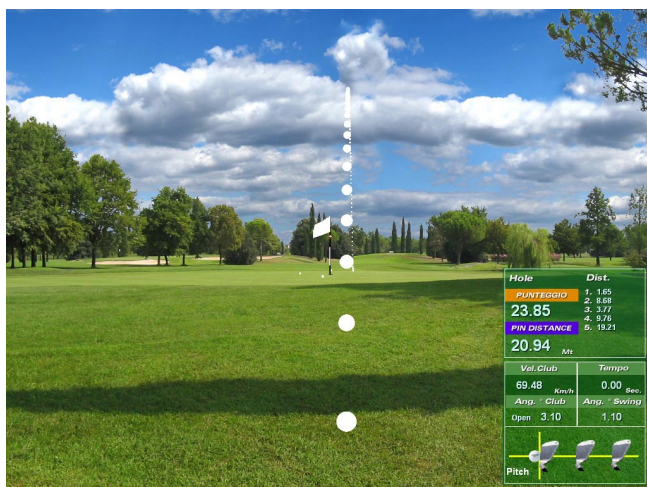 Hole Dist.
PUNTEGGIO
23.85
1. 1.65
2. 8.68
3. 3.77
4. 9.76
5. 19.21
PIN DISTANCE
20.94 Mt
Vel.Club Tempo
69.48 Km/h 0.00 Sec.
Ang. ° Club Ang. ° Swing
Open 3.10 1.10
Pitch